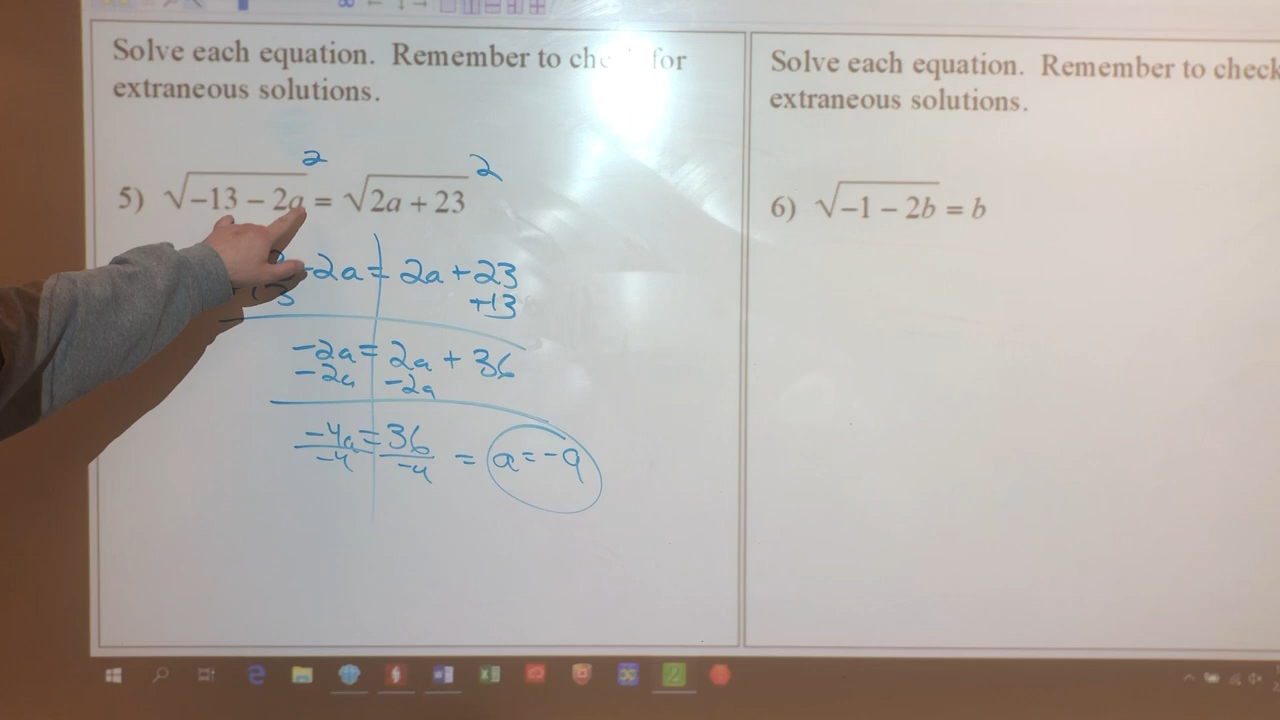 Solve each equation. Remember to for
extraneous solutions.
2 2
5) √−13 − 2a = √2a + 23
-2a = 2a + 23
+13
-2a = 2a + 36
-2a -2a
-4a = 36
-4 -4 = a = -9
Solve each equation. Remember to check
extraneous solutions.
6) √−1 − 2b = b